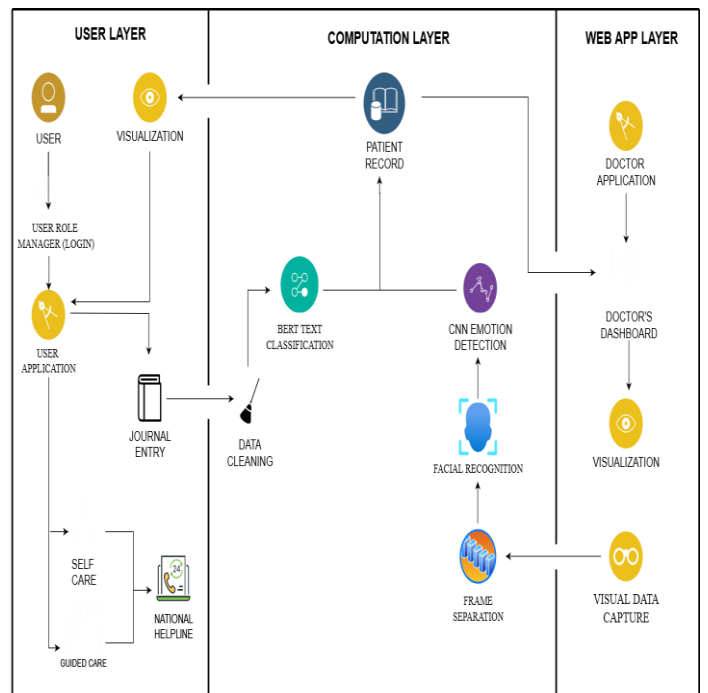 USER LAYER
COMPUTATION LAYER
WEB APP LAYER
USER
VISUALIZATION
PATIENT
RECORD
DOCTOR
APPLICATION
USER ROLE
MANAGER (LOGIN)
USER
APPLICATION
BERT TEXT
CLASSIFICATION
CNN EMOTION
DETECTION
DOCTOR'S
DASHBOARD
JOURNAL
ENTRY
DATA
CLEANING
FACIAL RECOGNITION
VISUALIZATION
SELF
CARE
24
NATIONAL
HELPLINE
GUIDED CARE
FRAME
SEPARATION
VISUAL DATA
CAPTURE